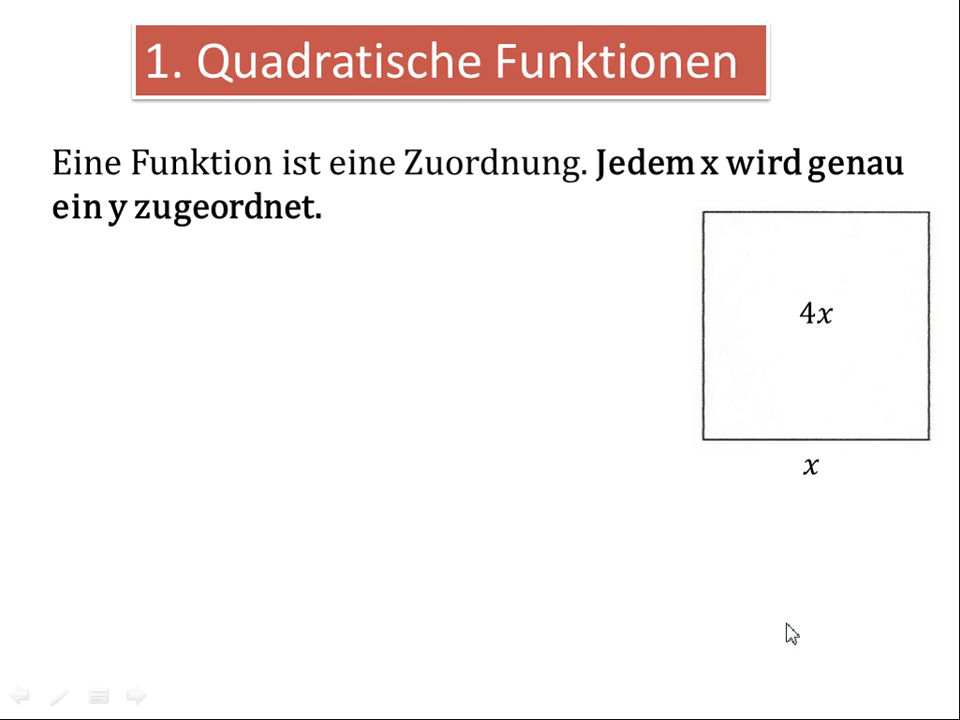 1. Quadratische Funktionen
Eine Funktion ist eine Zuordnung. Jedem x wird genau
ein y zugeordnet.
4x
x